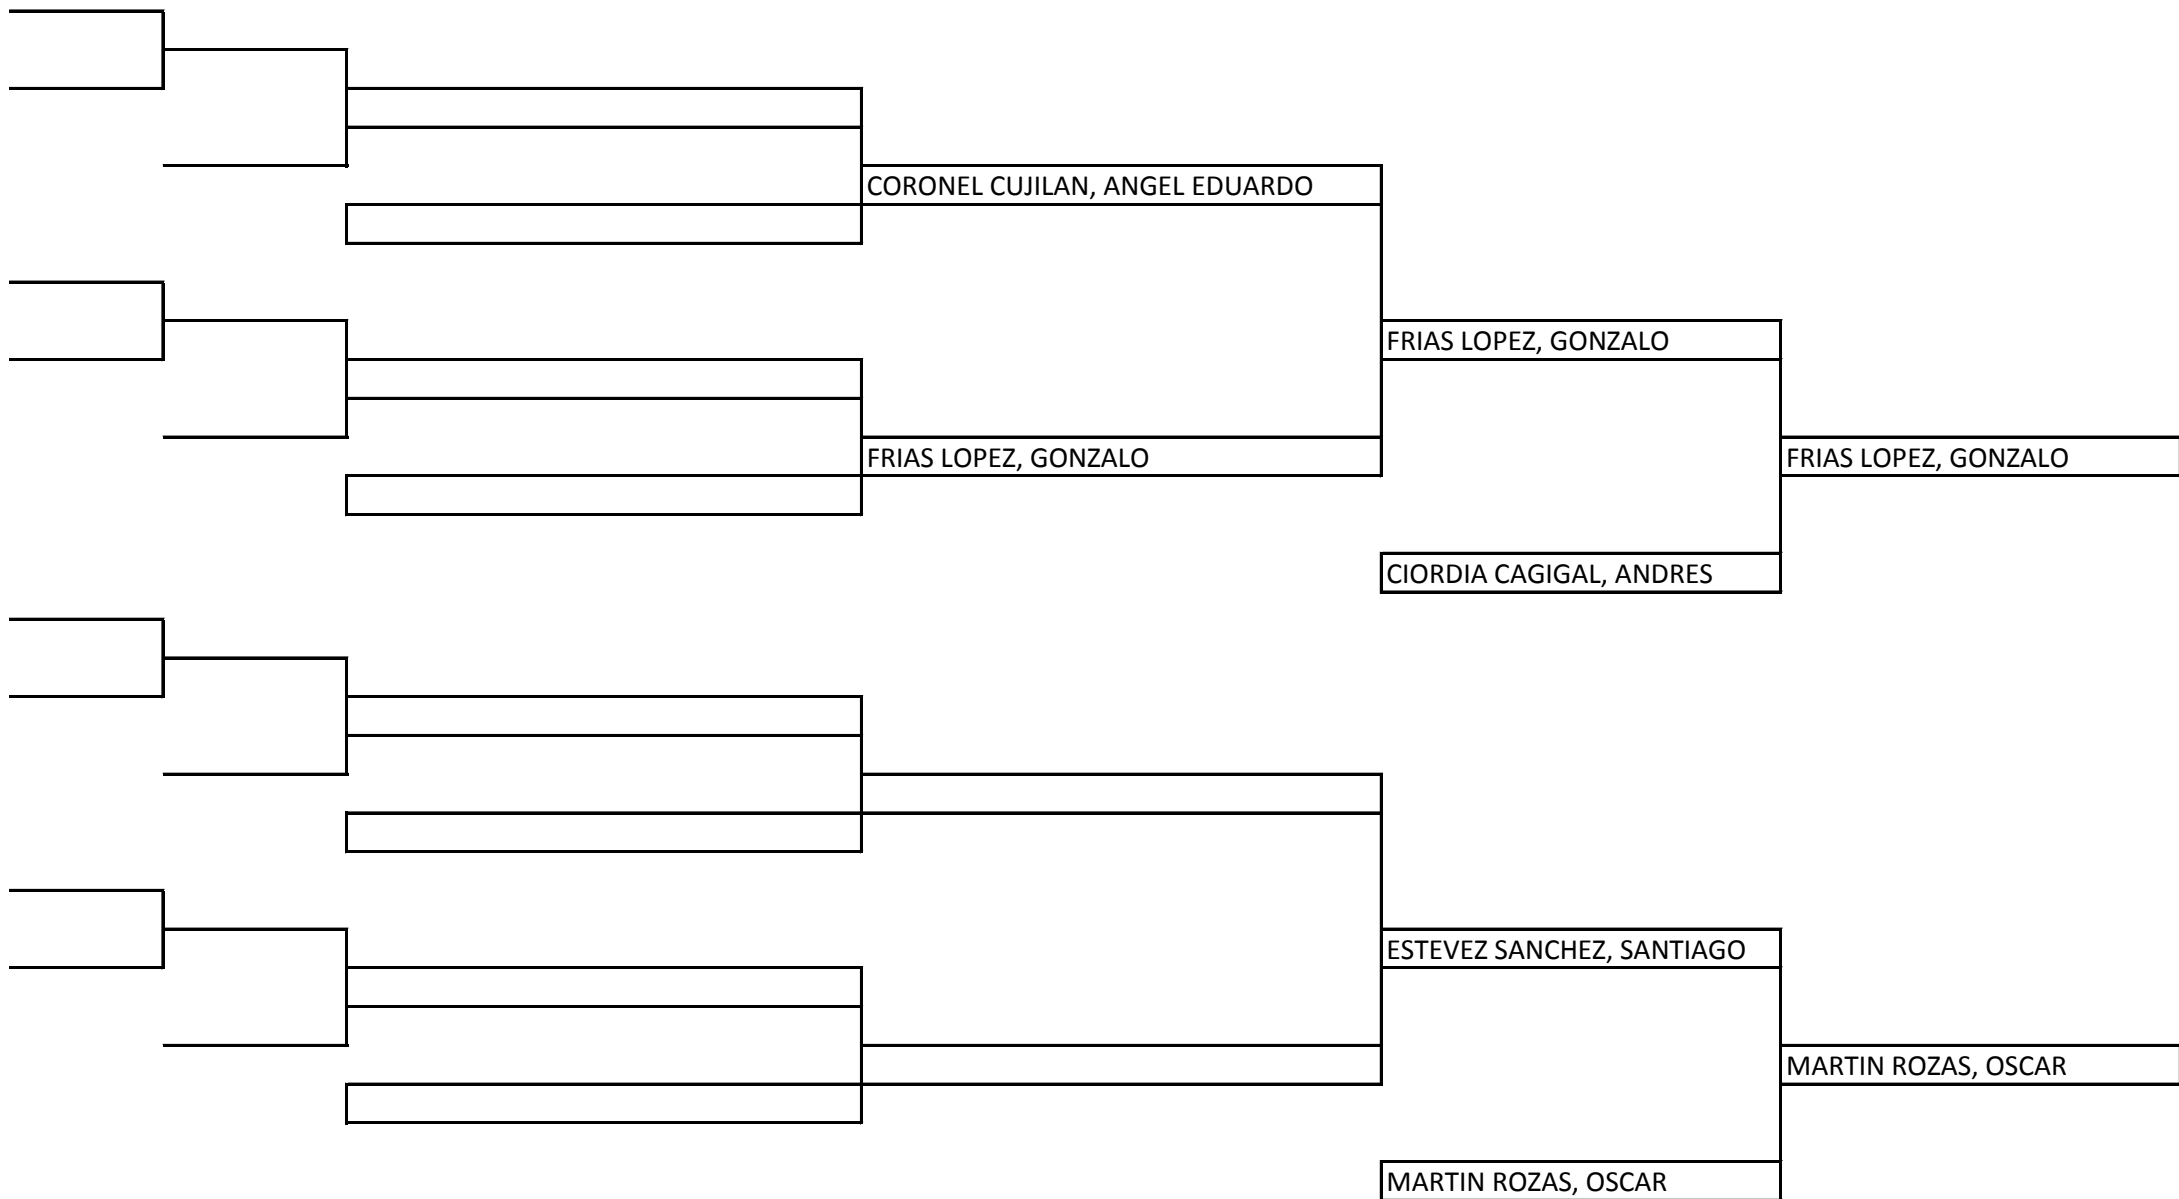 CORONEL CUJILAN, ANGEL EDUARDO
FRIAS LOPEZ, GONZALO
FRIAS LOPEZ, GONZALO
FRIAS LOPEZ, GONZALO
CIORDIA CAGIGAL, ANDRES
ESTEVEZ SANCHEZ, SANTIAGO
MARTIN ROZAS, OSCAR
MARTIN ROZAS, OSCAR